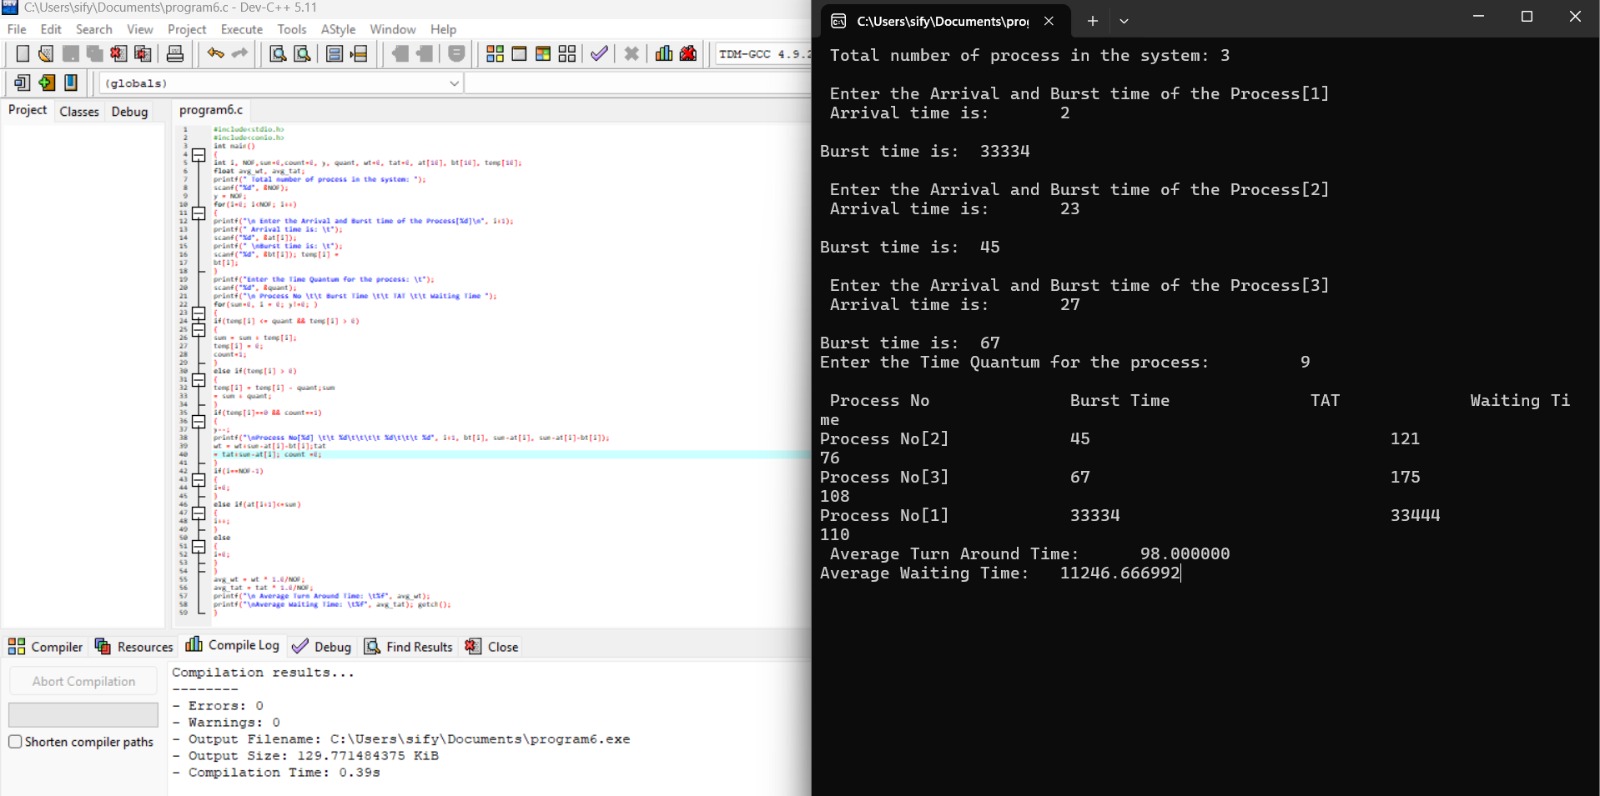 C:\Users\sify\Documents\program6.c - Dev-C++ 5.11
File Edit Search View Project Execute Tools AStyle Window Help
TDM-GCC 4.9.2
(globals)
Project Classes Debug
program6.c
1 #include<stdio.h>
2 #include<conio.h>
3 int main()
4 {
5 int i, NOP,sum=0,count=0, y, quant, wt=0, tat=0, at[10], bt[10], temp[10];
6 float avg_wt, avg_tat;
7 printf(" Total number of process in the system: ");
8 scanf("%d", &NOP);
9 y = NOP;
10 for(i=0; i<NOP; i++)
11 {
12 printf("\n Enter the Arrival and Burst time of the Process[%d]\n", i+1);
13 printf(" Arrival time is: \t");
14 scanf("%d", &at[i]);
15 printf(" \nBurst time is: \t");
16 scanf("%d", &bt[i]); temp[i] =
17 bt[i];
18 }
19 printf("Enter the Time Quantum for the process: \t");
20 scanf("%d", &quant);
21 printf("\n Process No \t\t Burst Time \t\t TAT \t\t Waiting Time ");
22 for(sum=0, i = 0; y!=0; )
23 {
24 if(temp[i] <= quant && temp[i] > 0)
25 {
26 sum = sum + temp[i];
27 temp[i] = 0;
28 count=1;
29 }
30 else if(temp[i] > 0)
31 {
32 temp[i] = temp[i] - quant;sum
33 = sum + quant;
34 }
35 if(temp[i]==0 && count==1)
36 {
37 y--;
38 printf("\nProcess No[%d] \t\t %d\t\t\t\t %d\t\t\t %d", i+1, bt[i], sum-at[i], sum-at[i]-bt[i]);
39 wt = wt+sum-at[i]-bt[i];tat
40 = tat+sum-at[i]; count =0;
41 }
42 if(i==NOP-1)
43 {
44 i=0;
45 }
46 else if(at[i+1]<=sum)
47 {
48 i++;
49 }
50 else
51 {
52 i=0;
53 }
54 }
55 avg_wt = wt * 1.0/NOP;
56 avg_tat = tat * 1.0/NOP;
57 printf("\n Average Turn Around Time: \t%f", avg_wt);
58 printf("\nAverage Waiting Time: \t%f", avg_tat); getch();
59 }
Compiler Resources Compile Log Debug Find Results Close
Abort Compilation
Shorten compiler paths
Compilation results...
--------
- Errors: 0
- Warnings: 0
- Output Filename: C:\Users\sify\Documents\program6.exe
- Output Size: 129.771484375 KiB
- Compilation Time: 0.39s
C:\Users\sify\Documents\prog
Total number of process in the system: 3
Enter the Arrival and Burst time of the Process[1]
Arrival time is: 2
Burst time is: 33334
Enter the Arrival and Burst time of the Process[2]
Arrival time is: 23
Burst time is: 45
Enter the Arrival and Burst time of the Process[3]
Arrival time is: 27
Burst time is: 67
Enter the Time Quantum for the process: 9
Process No Burst Time TAT Waiting Ti
me
Process No[2] 45 121
76
Process No[3] 67 175
108
Process No[1] 33334 33444
110
Average Turn Around Time: 98.000000
Average Waiting Time: 11246.666992